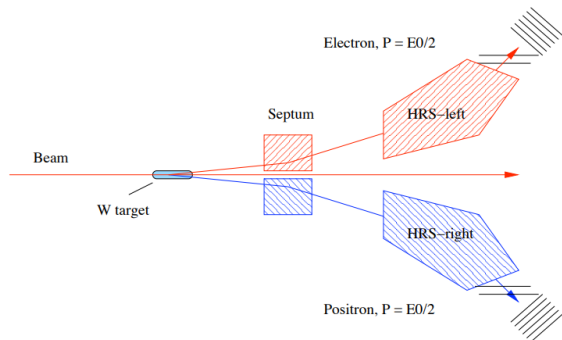 Electron, P = E0/2
Septum
HRS−left
Beam
W target
HRS−right
Positron, P = E0/2